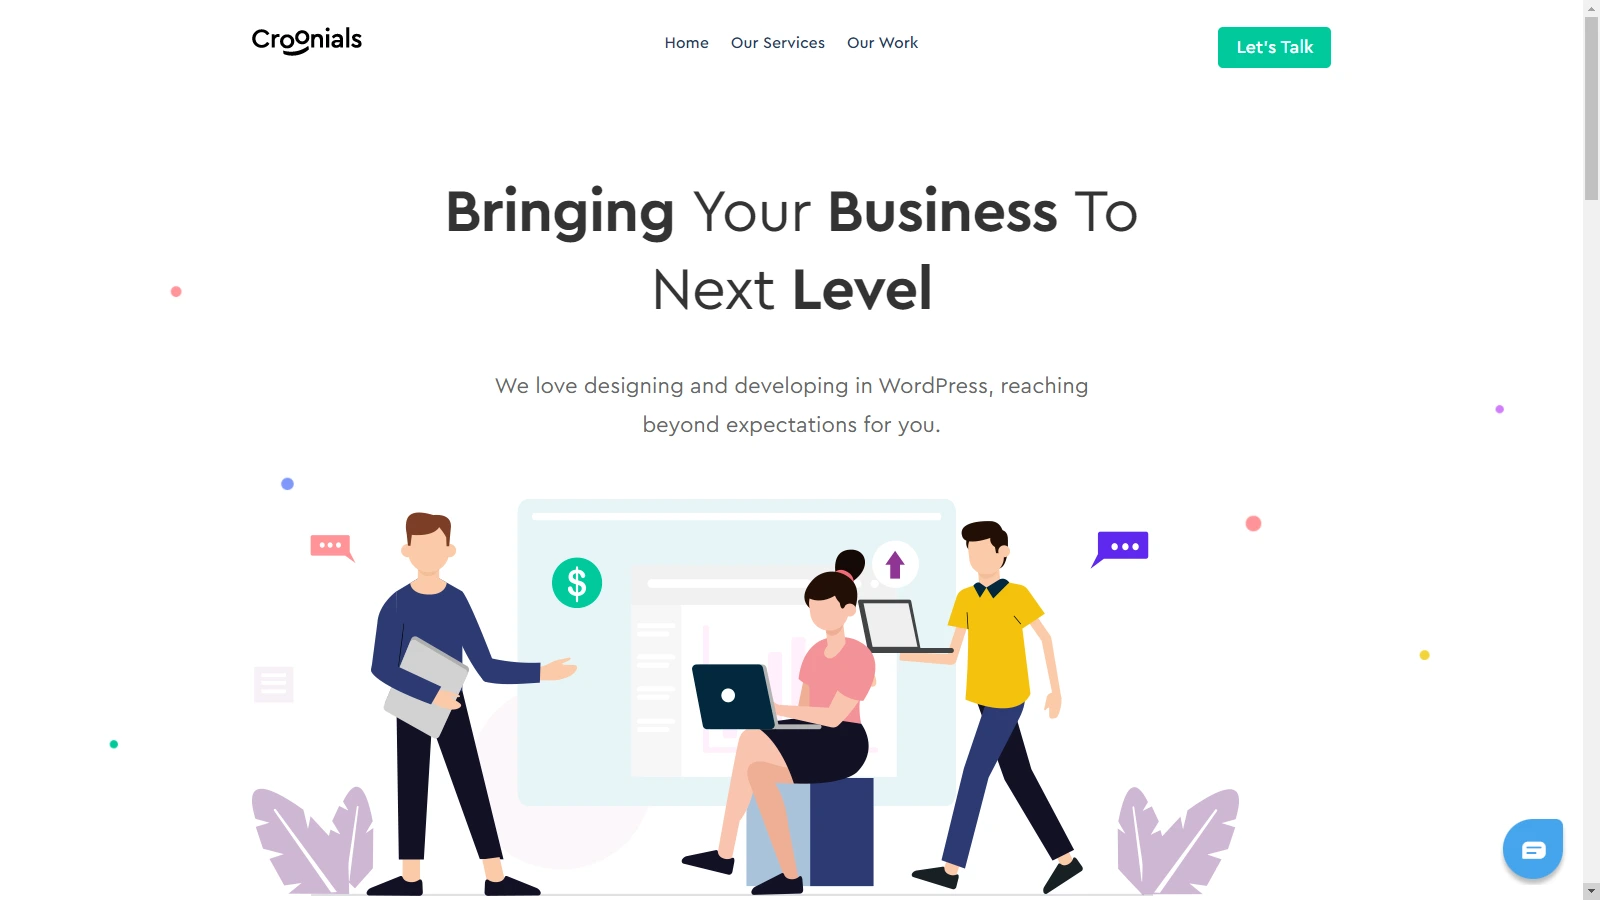 Croonials
Home Our Services Our Work
Let's Talk
Bringing Your Business To
Next Level
We love designing and developing in WordPress, reaching
beyond expectations for you.
$